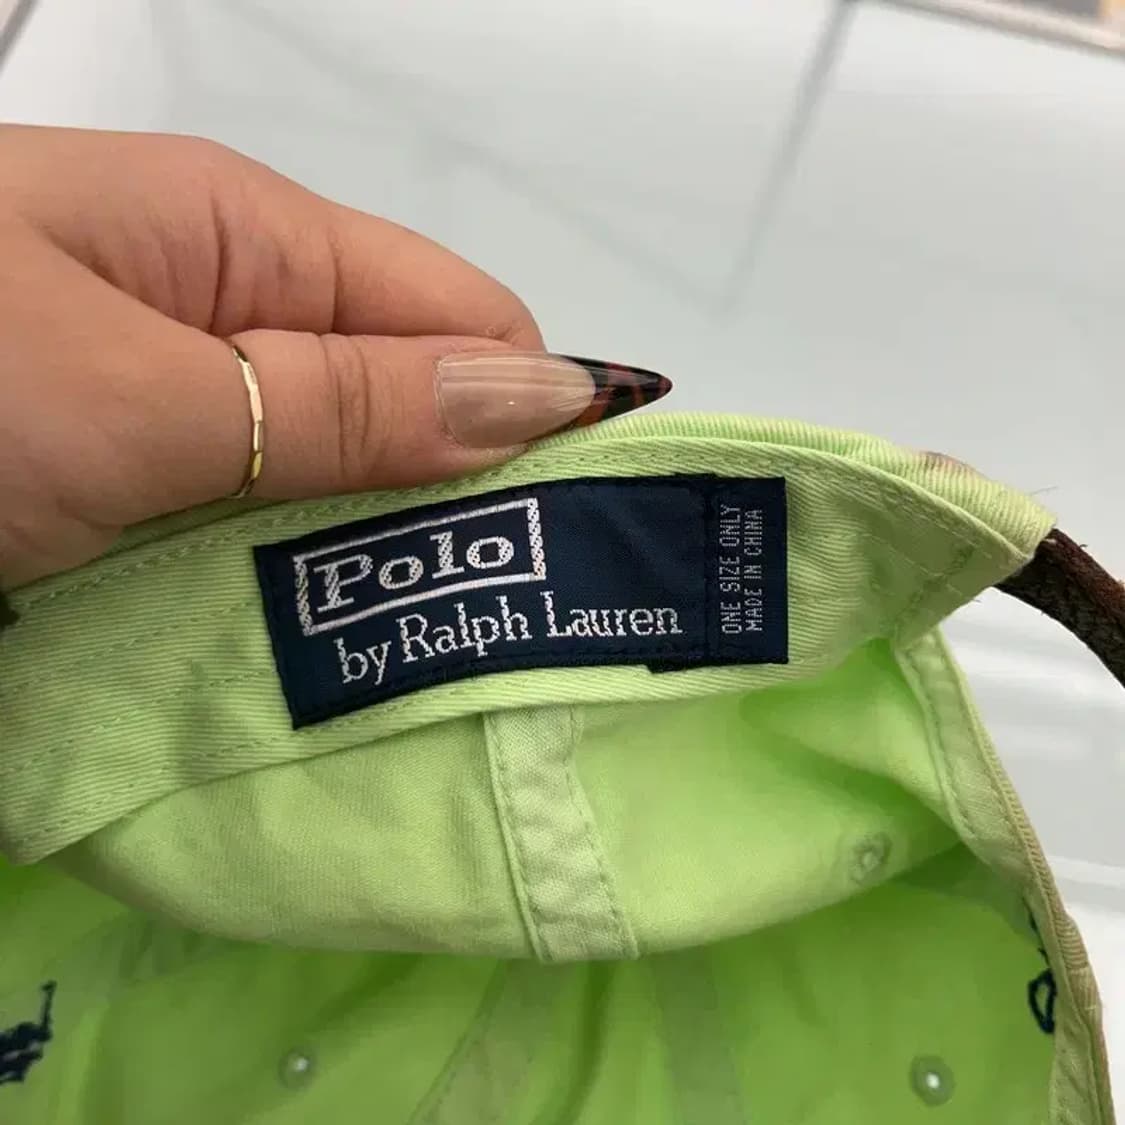 Polo
by Ralph Lauren
ONE SIZE ONLY
MADE IN CHINA